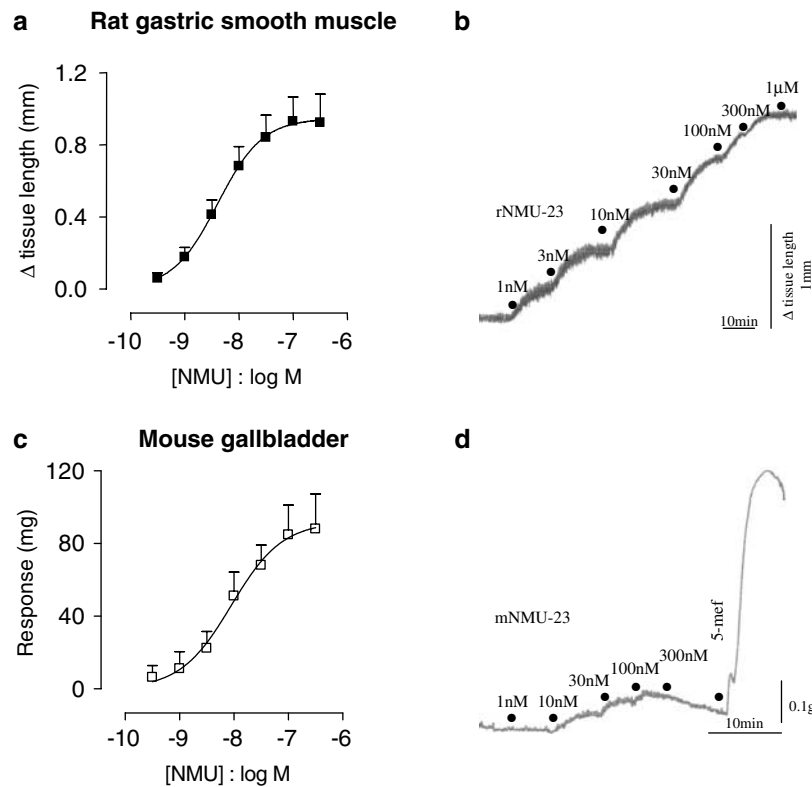 a Rat gastric smooth muscle
1.2
0.8
0.4
0.0
Δ tissue length (mm)
-10 -9 -8 -7 -6
[NMU] : log M
b
1µM
300nM
100nM
30nM
rNMU-23
10nM
3nM
1nM
10min
Δ tissue length
1mm
c Mouse gallbladder
120
80
40
0
Response (mg)
-10 -9 -8 -7 -6
[NMU] : log M
d
5-mef
mNMU-23
300nM
100nM
30nM
1nM 10nM
0.1g
10min